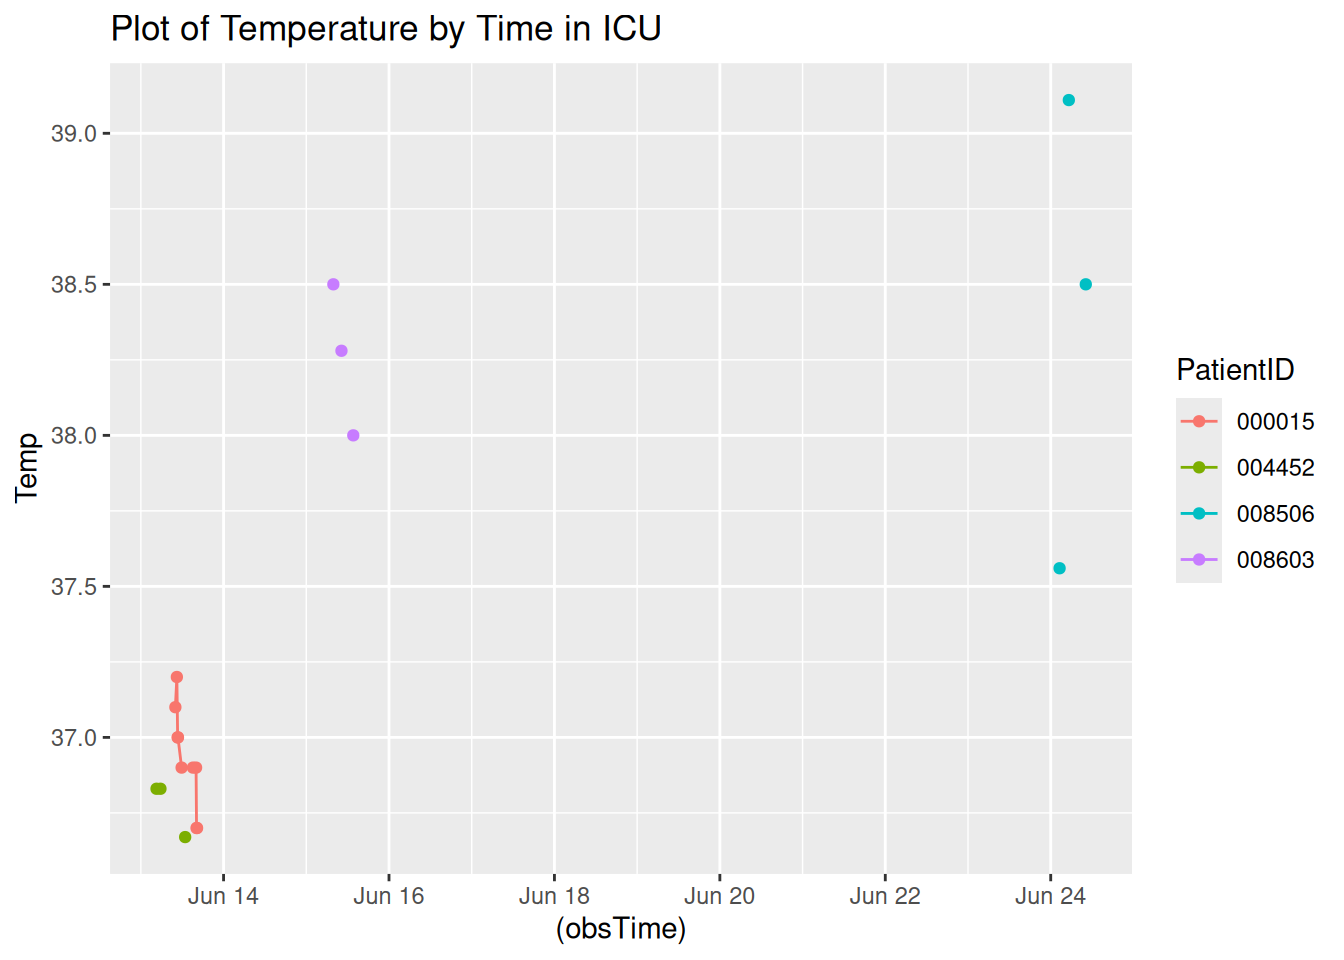 Plot of Temperature by Time in ICU
39.0
38.5
38.0
37.5
37.0
Temp
Jun 14 Jun 16 Jun 18 Jun 20 Jun 22 Jun 24
(obsTime)
PatientID
000015
004452
008506
008603